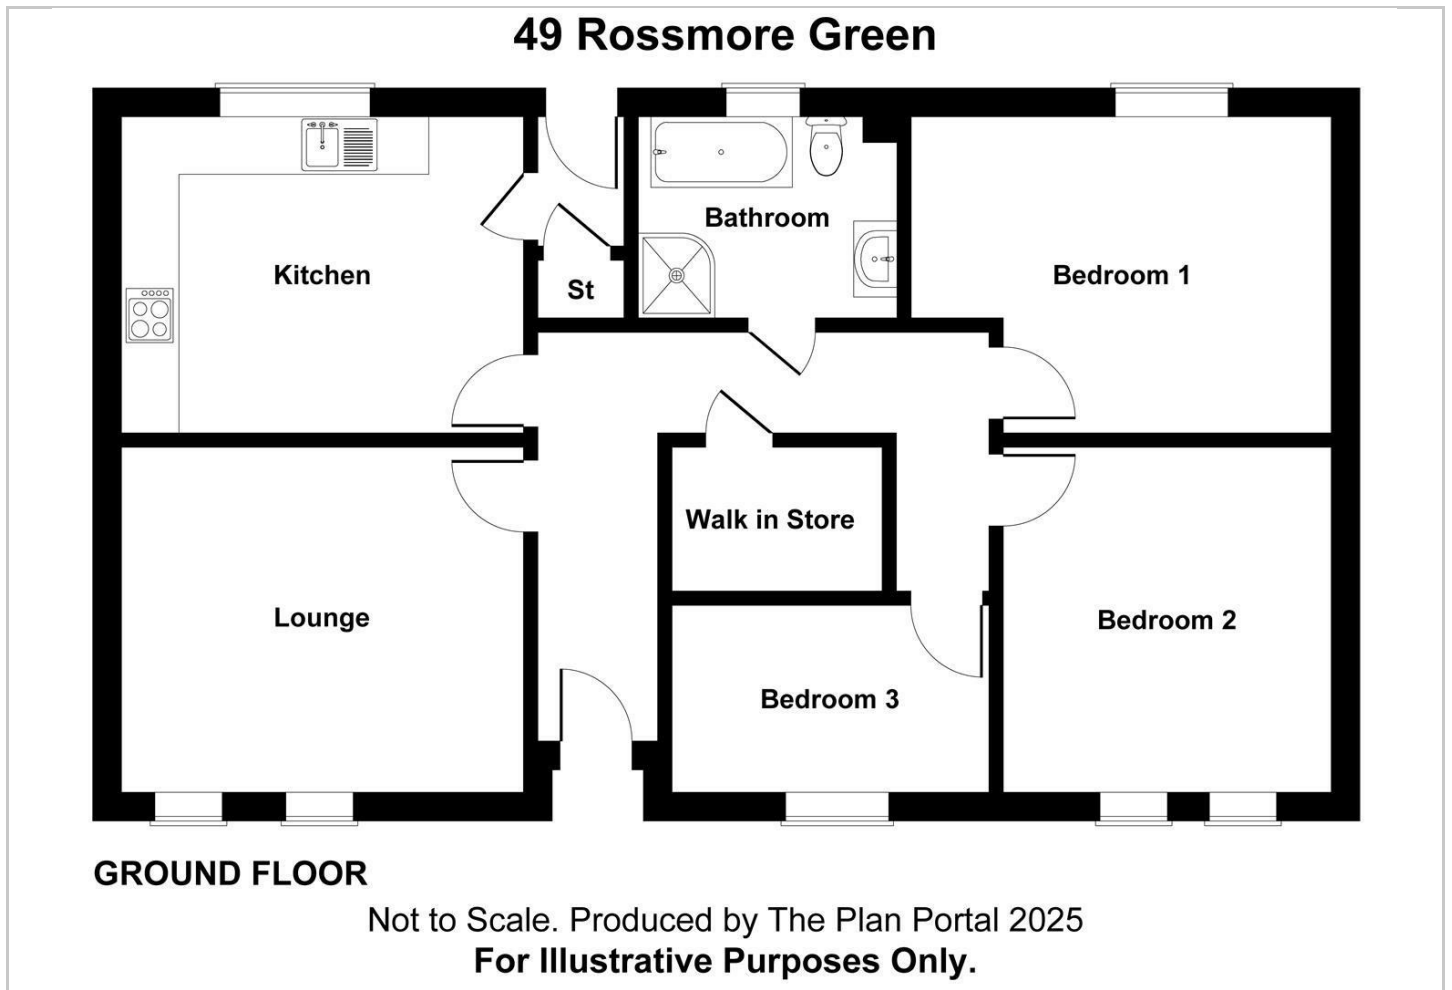 49 Rossmore Green
Bathroom
Kitchen
Bedroom 1
St
Walk in Store
Lounge
Bedroom 2
Bedroom 3
GROUND FLOOR
Not to Scale. Produced by The Plan Portal 2025
For Illustrative Purposes Only.